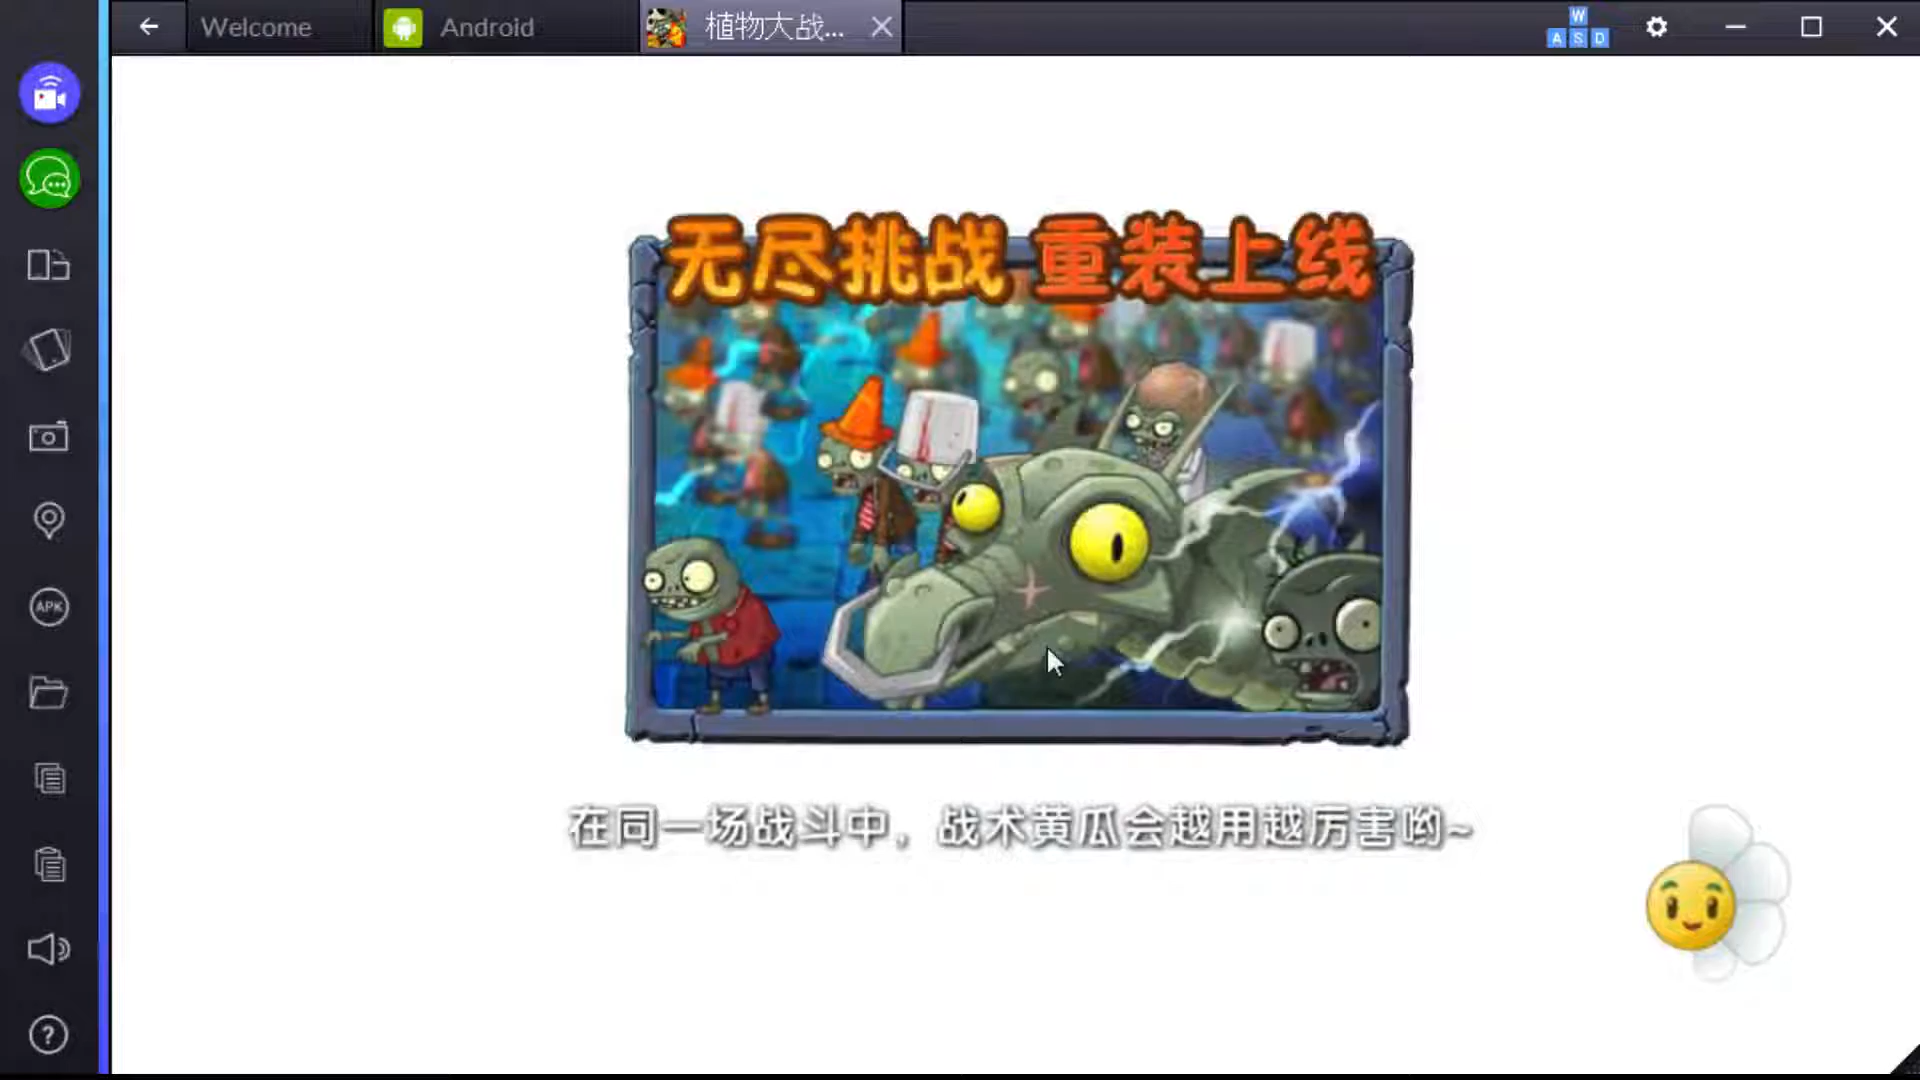 Welcome
Android
植物大战...
W
A S D
无尽挑战 重装上线
APK
在同一场战斗中，战术黄瓜会越用越厉害哟~